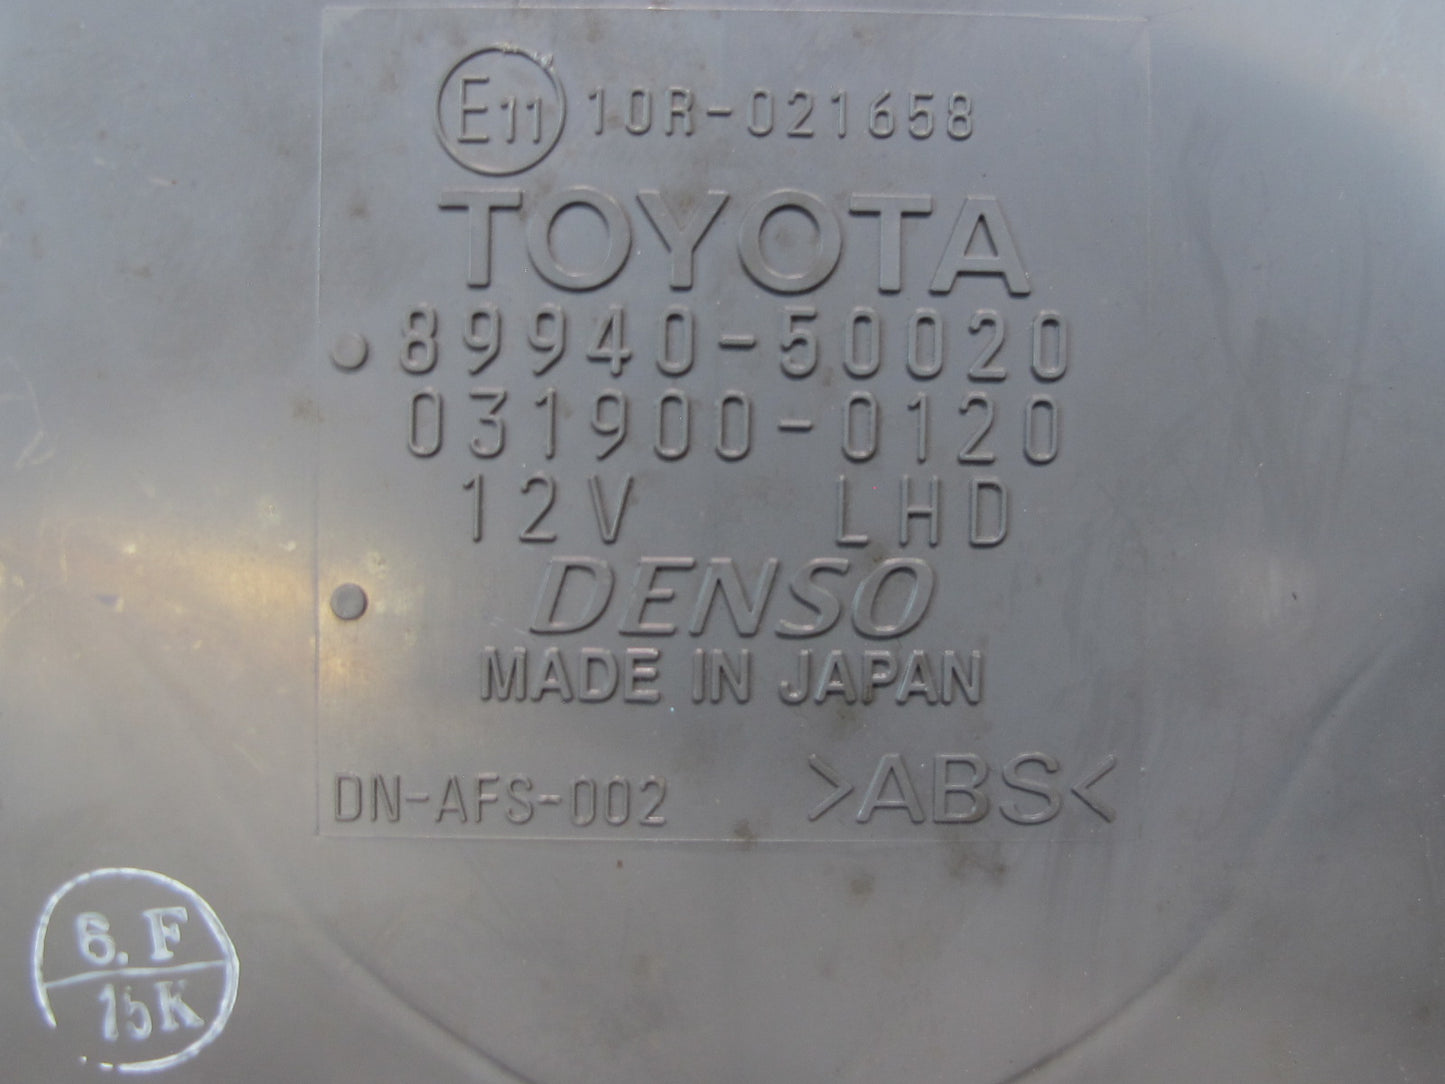 E11 10R-021658
TOYOTA
89940-50020
031900-0120
12V LHD
DENSO
MADE IN JAPAN
DN-AFS-002 >ABS<
6.F
15K